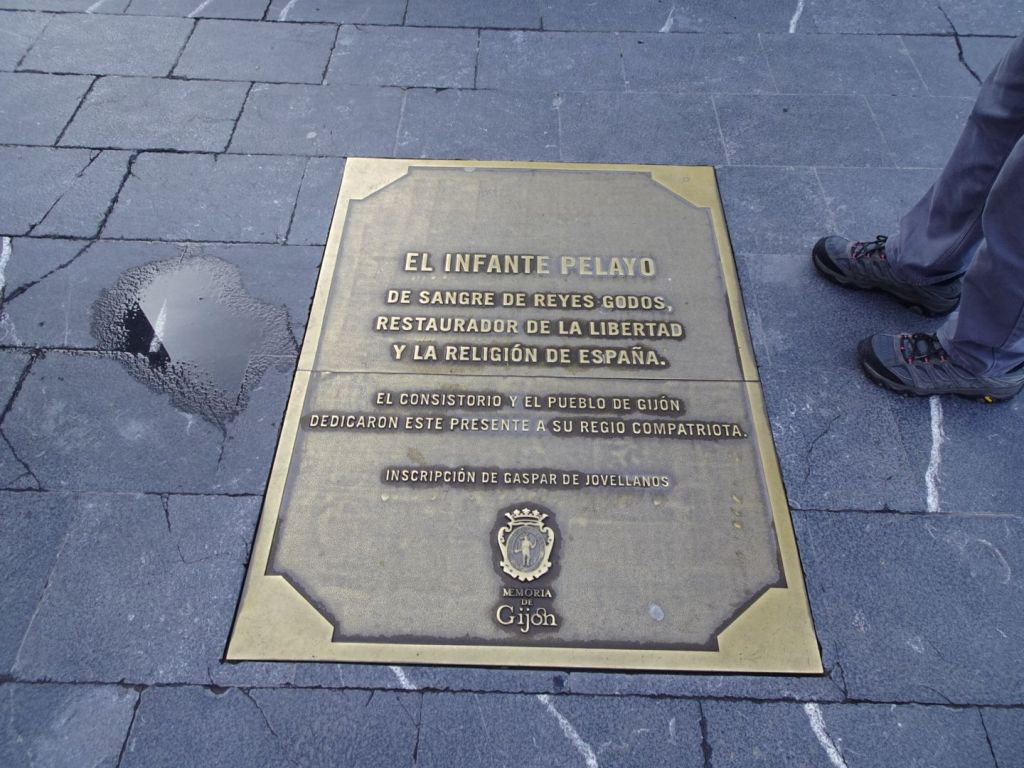 EL INFANTE PELAYO
DE SANGRE DE REYES GODOS,
RESTAURADOR DE LA LIBERTAD
Y LA RELIGIÓN DE ESPAÑA.
EL CONSISTORIO Y EL PUEBLO DE GIJÓN
DEDICARON ESTE PRESENTE A SU REGIO COMPATRIOTA.
INSCRIPCIÓN DE GASPAR DE JOVELLANOS
MEMORIA
DE
Gijón